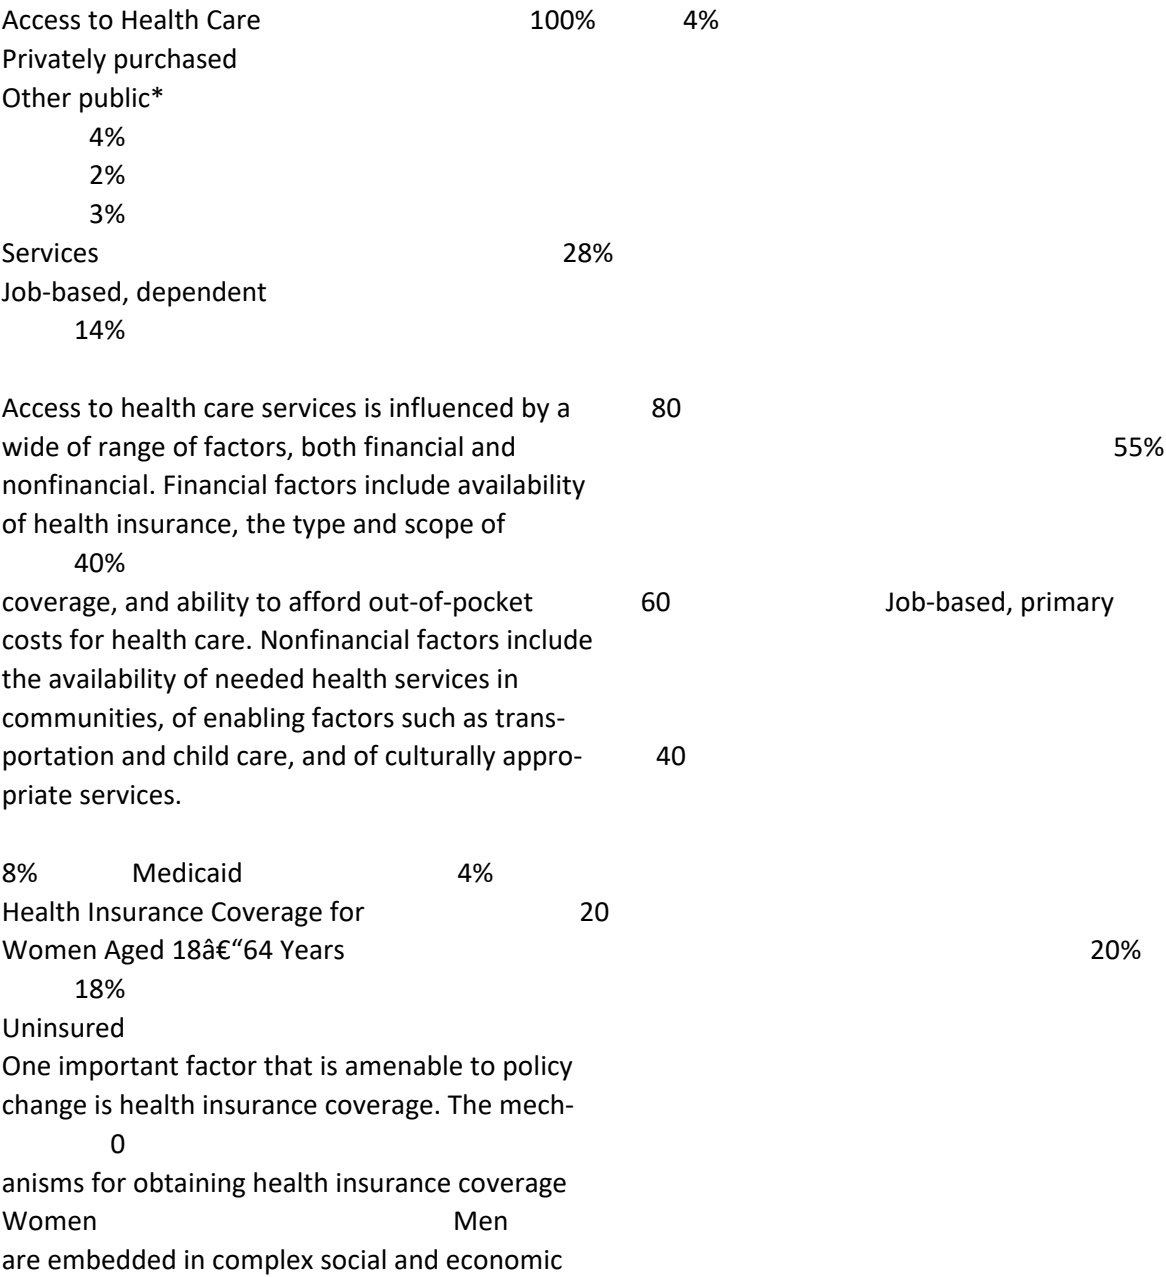 Access to Health Care 100% 4%
Privately purchased
Other public*
4%
2%
3%
Services 28%
Job-based, dependent
14%
Access to health care services is influenced by a 80
wide of range of factors, both financial and 55%
nonfinancial. Financial factors include availability
of health insurance, the type and scope of
40%
coverage, and ability to afford out-of-pocket 60 Job-based, primary
costs for health care. Nonfinancial factors include
the availability of needed health services in
communities, of enabling factors such as trans-
portation and child care, and of culturally appro- 40
priate services.
8% Medicaid 4%
Health Insurance Coverage for 20
Women Aged 18â€“64 Years 20%
18%
Uninsured
One important factor that is amenable to policy
change is health insurance coverage. The mech-
0
anisms for obtaining health insurance coverage
Women Men
are embedded in complex social and economic